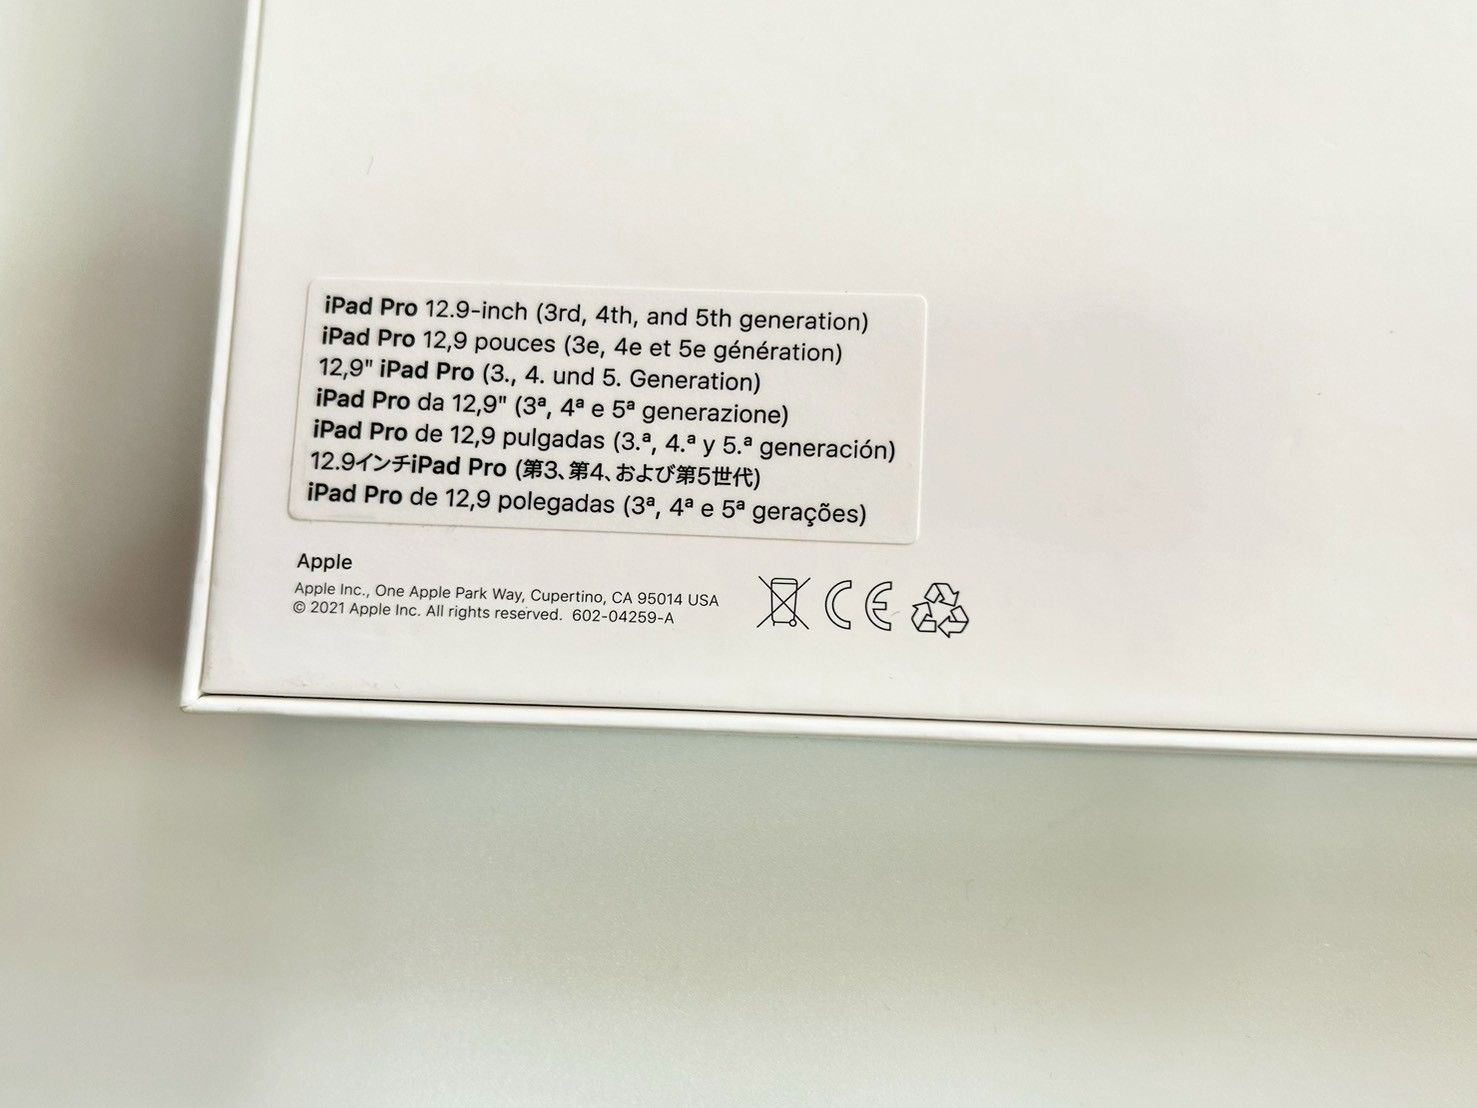 iPad Pro 12.9-inch (3rd, 4th, and 5th generation)
iPad Pro 12,9 pouces (3e, 4e et 5e génération)
12,9" iPad Pro (3., 4. und 5. Generation)
iPad Pro da 12,9" (3ª, 4ª e 5ª generazione)
iPad Pro de 12,9 pulgadas (3.ª, 4.ª y 5.ª generación)
12.9インチiPad Pro (第3、第4、および第5世代)
iPad Pro de 12,9 polegadas (3ª, 4ª e 5ª gerações)
Apple
Apple Inc., One Apple Park Way, Cupertino, CA 95014 USA
© 2021 Apple Inc. All rights reserved. 602-04259-A
CE